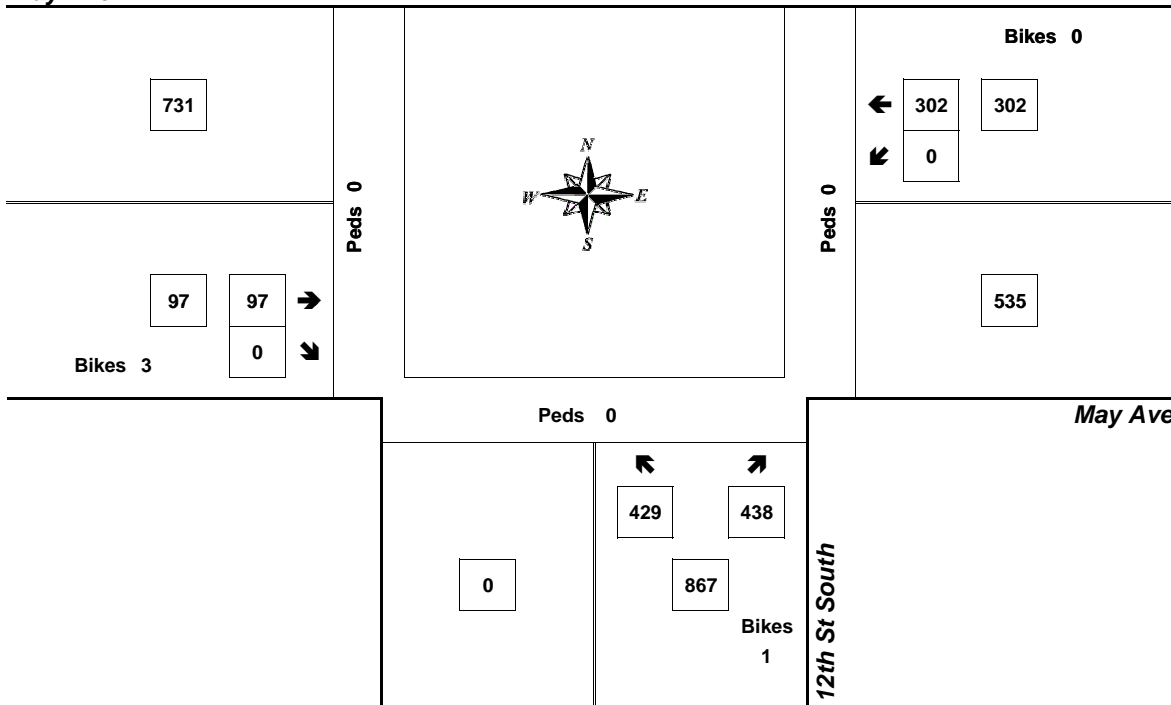 Bikes 0
731
302 302
0
N
W E
S
Peds 0
Peds 0
97 97
0
Bikes 3
535
Peds 0
May Ave
429 438
0
867
Bikes
1
12th St South